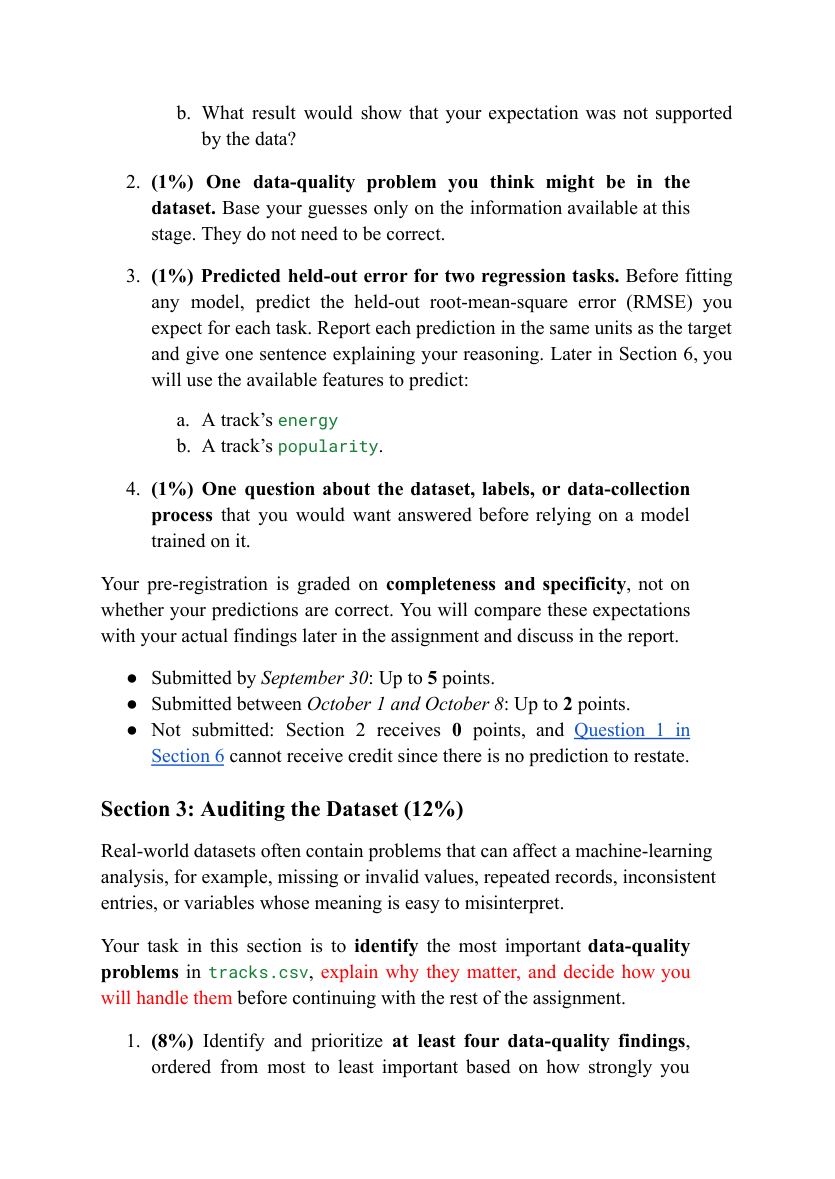 b. What result would show that your expectation was not supported
by the data?
2. (1%) One data-quality problem you think might be in the
dataset. Base your guesses only on the information available at this
stage. They do not need to be correct.
3. (1%) Predicted held-out error for two regression tasks. Before fitting
any model, predict the held-out root-mean-square error (RMSE) you
expect for each task. Report each prediction in the same units as the target
and give one sentence explaining your reasoning. Later in Section 6, you
will use the available features to predict:
a. A track’s energy
b. A track’s popularity.
4. (1%) One question about the dataset, labels, or data-collection
process that you would want answered before relying on a model
trained on it.
Your pre-registration is graded on completeness and specificity, not on
whether your predictions are correct. You will compare these expectations
with your actual findings later in the assignment and discuss in the report.
● Submitted by September 30: Up to 5 points.
● Submitted between October 1 and October 8: Up to 2 points.
● Not submitted: Section 2 receives 0 points, and Question 1 in
Section 6 cannot receive credit since there is no prediction to restate.
Section 3: Auditing the Dataset (12%)
Real-world datasets often contain problems that can affect a machine-learning
analysis, for example, missing or invalid values, repeated records, inconsistent
entries, or variables whose meaning is easy to misinterpret.
Your task in this section is to identify the most important data-quality
problems in tracks.csv, explain why they matter, and decide how you
will handle them before continuing with the rest of the assignment.
1. (8%) Identify and prioritize at least four data-quality findings,
ordered from most to least important based on how strongly you